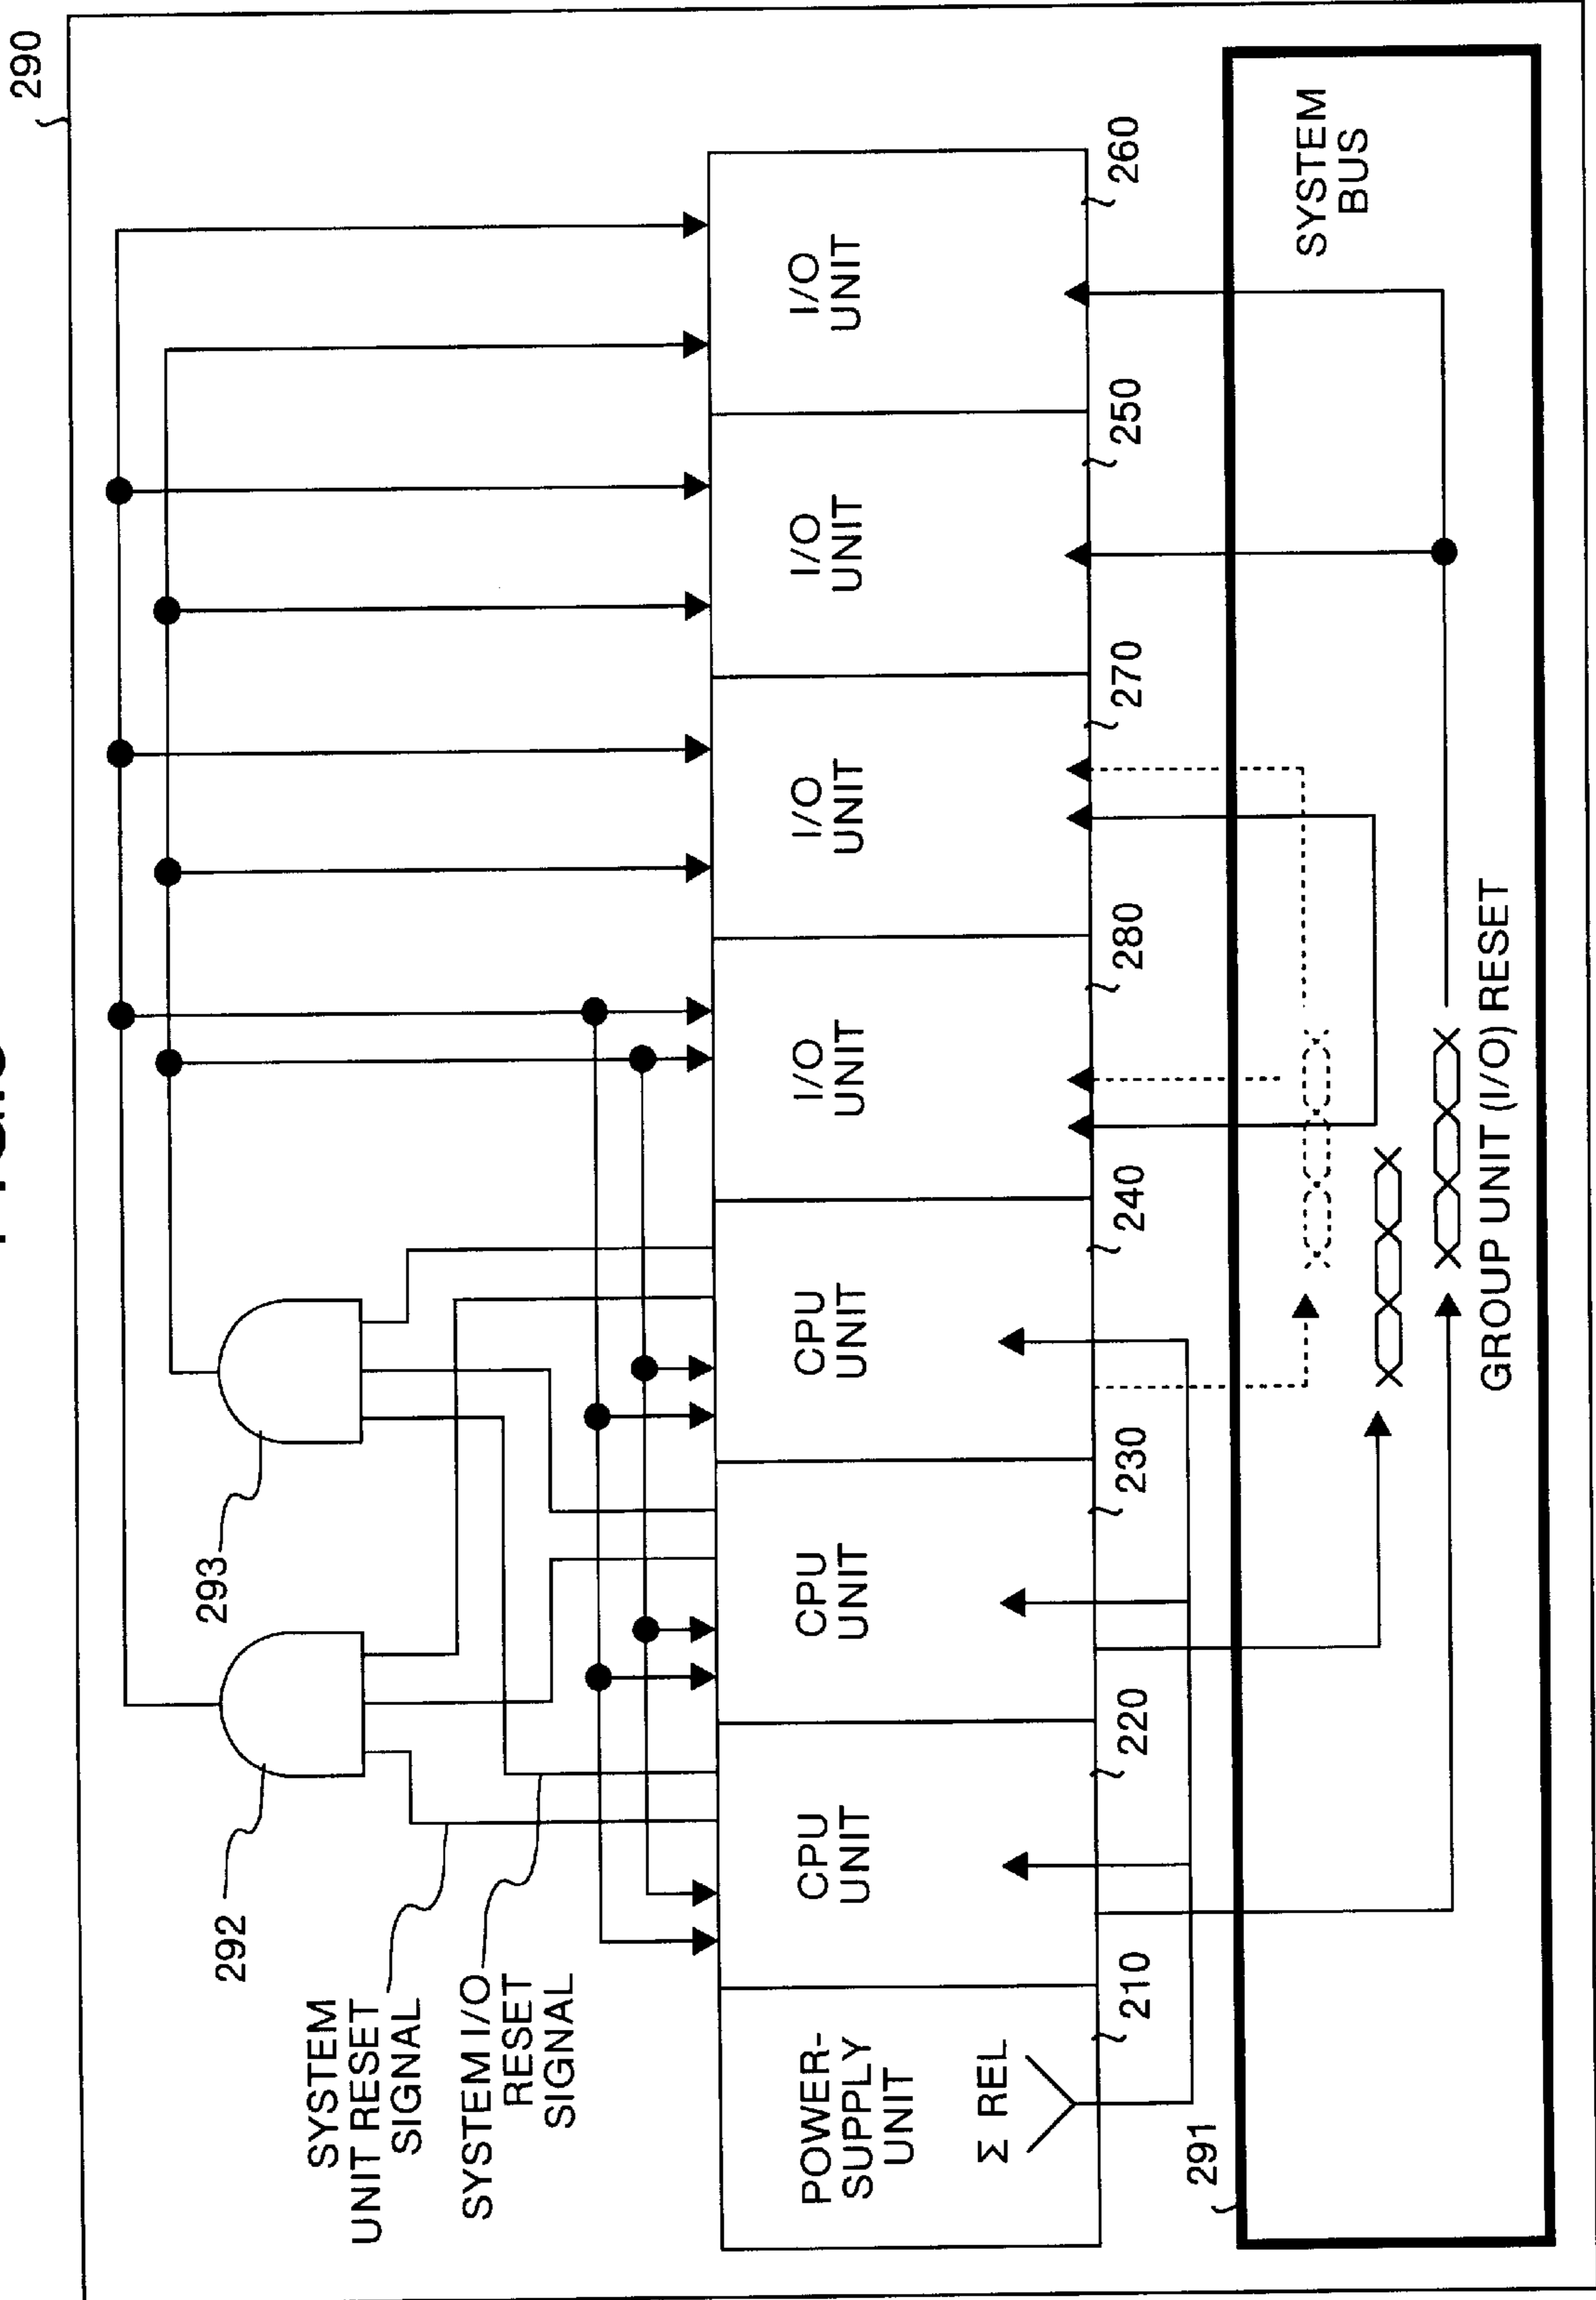 290
293
292
SYSTEM
UNIT RESET
SIGNAL
SYSTEM I/O
RESET
SIGNAL
POWER-
SUPPLY
UNIT
Σ REL
CPU
UNIT
CPU
UNIT
CPU
UNIT
I/O
UNIT
I/O
UNIT
I/O
UNIT
I/O
UNIT
210
220
230
240
280
270
250
260
291
GROUP UNIT (I/O) RESET
SYSTEM
BUS